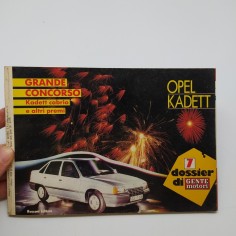 GRANDE
CONCORSO
Kadett cabrio
e altri premi
OPEL
KADETT
7
dossier
di GENTE
motori